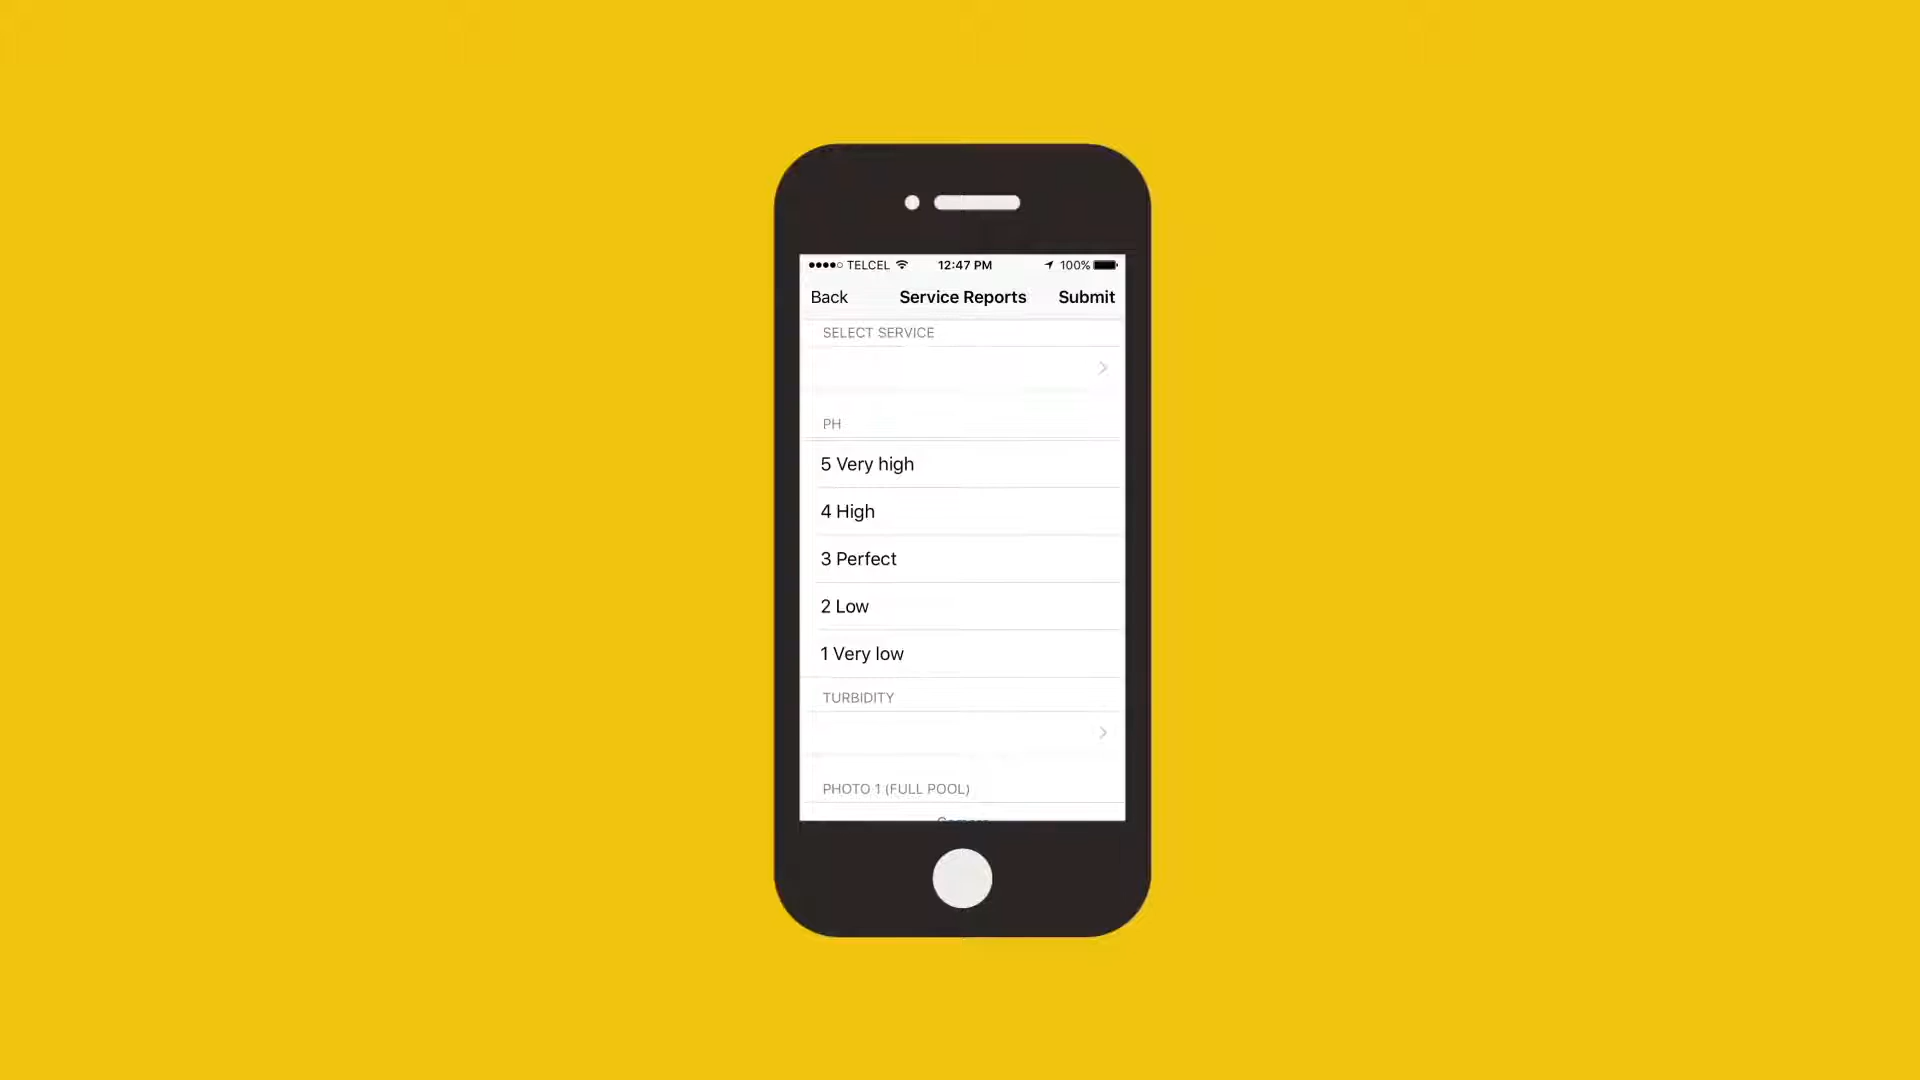 TELCEL 12:47 PM 100%
Back Service Reports Submit
SELECT SERVICE
PH
5 Very high
4 High
3 Perfect
2 Low
1 Very low
TURBIDITY
PHOTO 1 (FULL POOL)